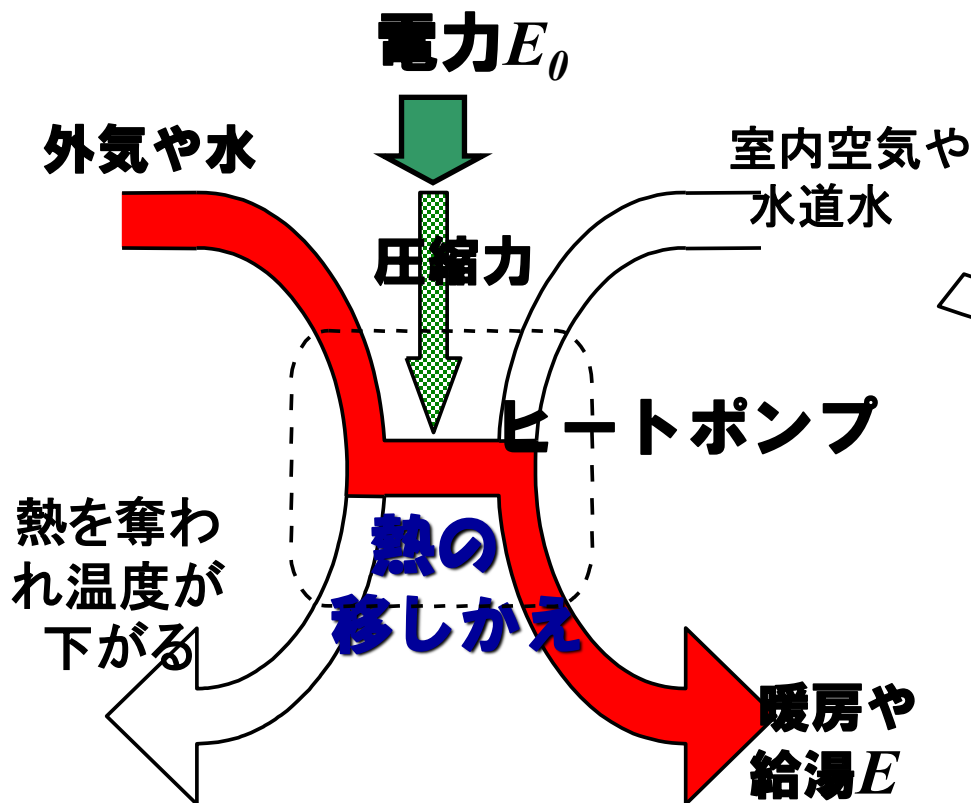 電力E₀
外気や水
室内空気や
水道水
圧縮力
ヒートポンプ
熱を奪わ
れ温度が
下がる
熱の
移しかえ
暖房や
給湯E